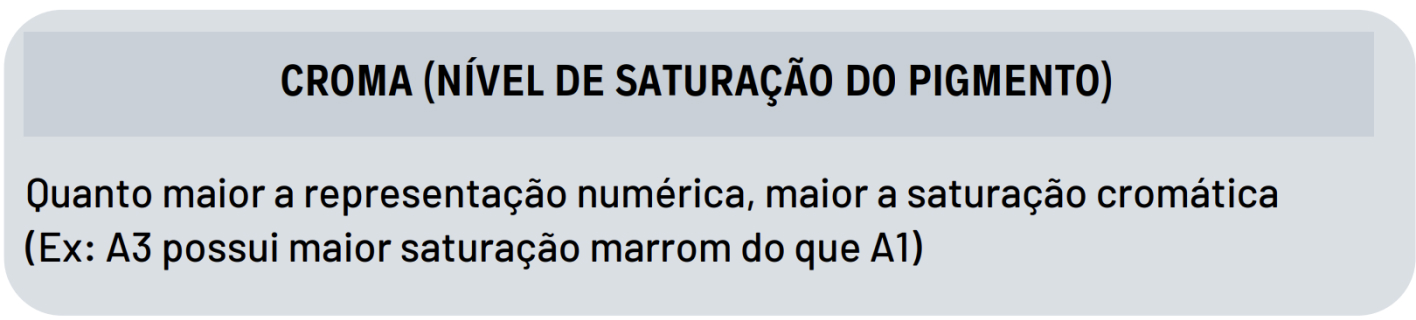 CROMA (NÍVEL DE SATURAÇÃO DO PIGMENTO)
Quanto maior a representação numérica, maior a saturação cromática
(Ex: A3 possui maior saturação marrom do que A1)